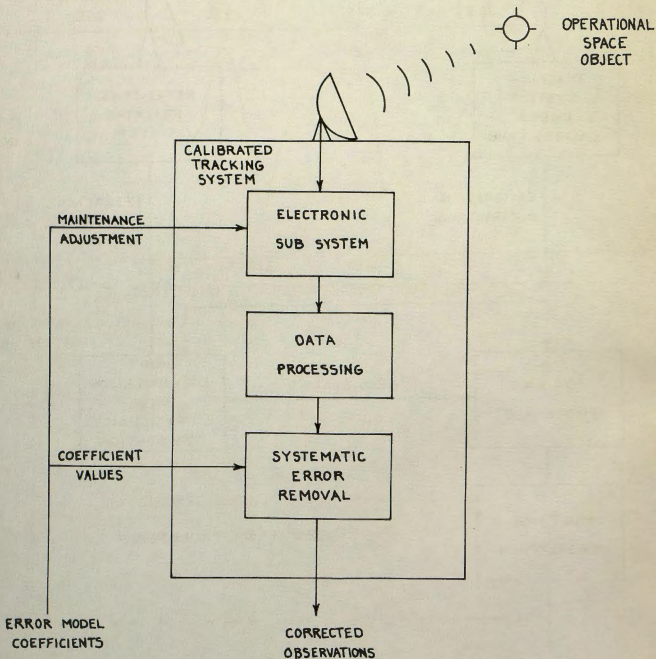 OPERATIONAL
SPACE
OBJECT
CALIBRATED
TRACKING
SYSTEM
MAINTENANCE
ADJUSTMENT
ELECTRONIC
SUB SYSTEM
DATA
PROCESSING
COEFFICIENT
VALUES
SYSTEMATIC
ERROR
REMOVAL
ERROR MODEL
COEFFICIENTS
CORRECTED
OBSERVATIONS